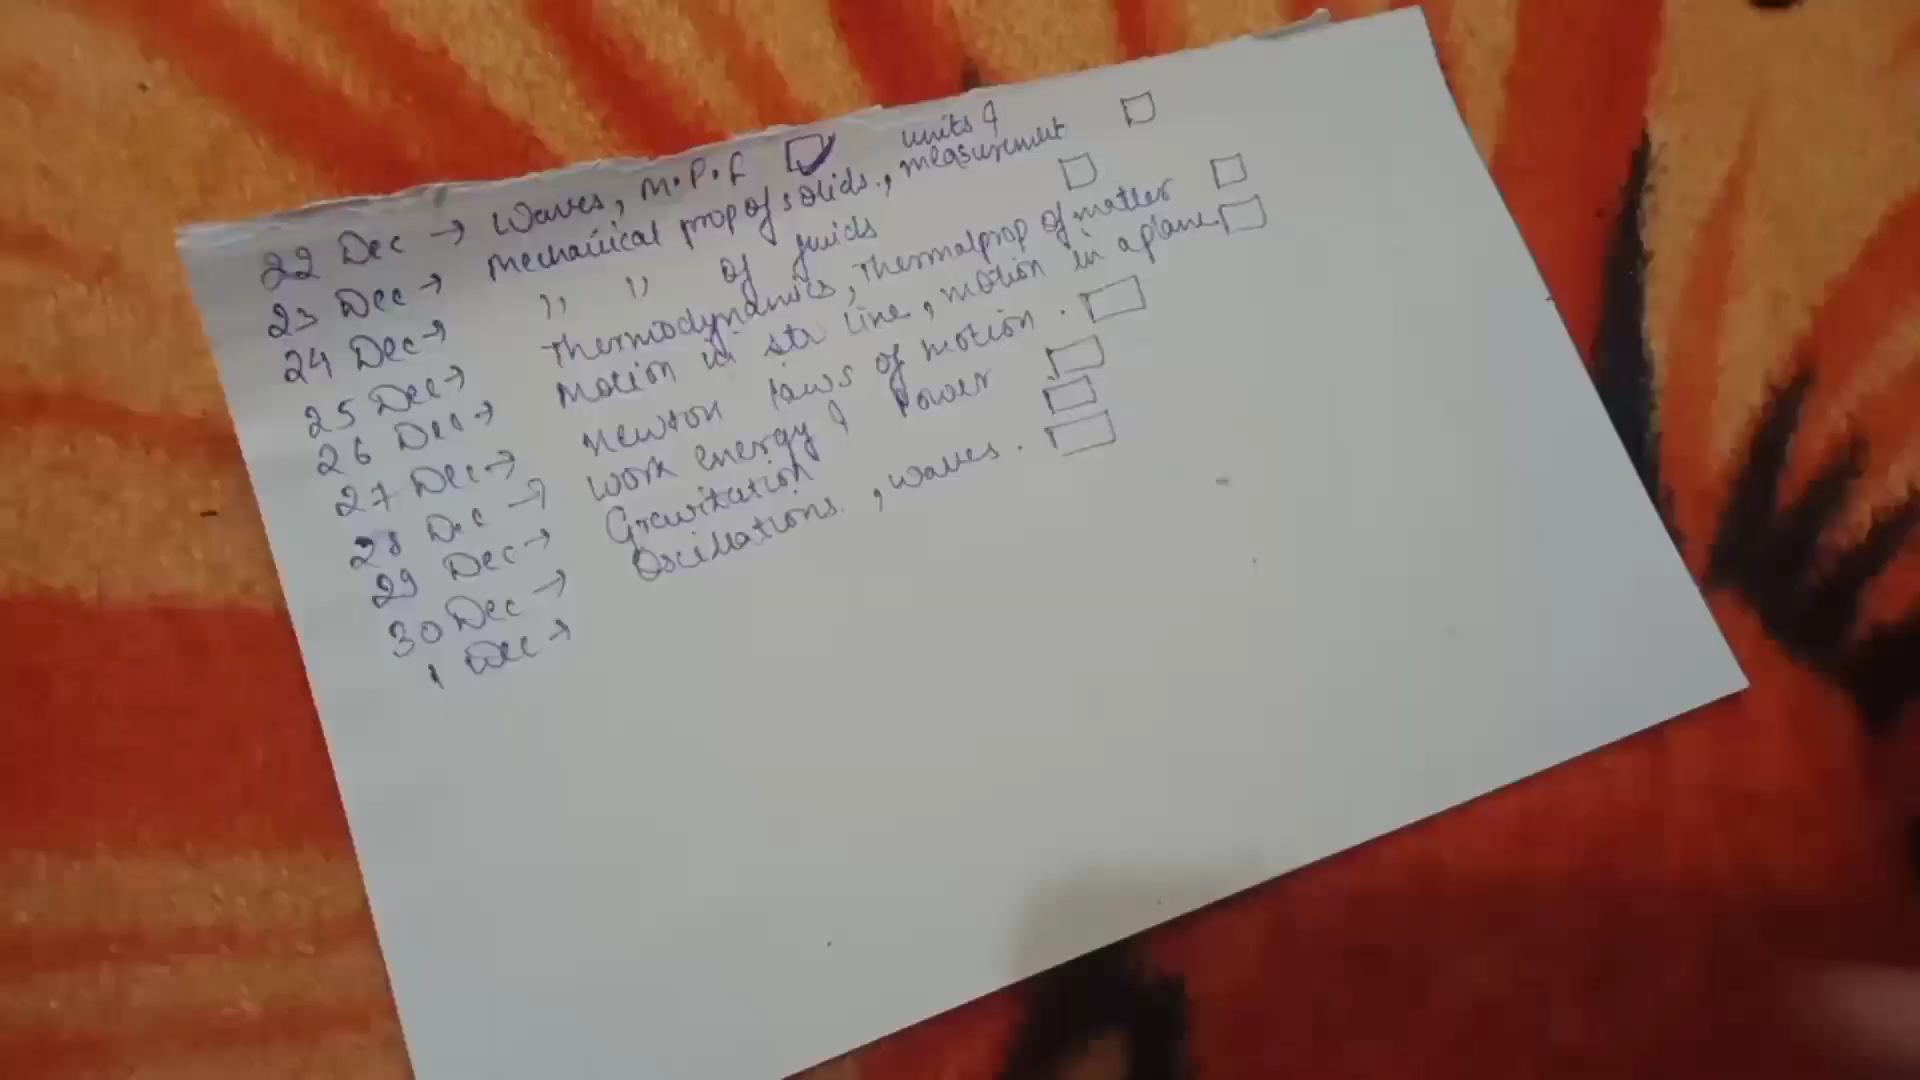 22 Dec → Waves, M.P.F
23 Dec → Mechanical prop of solids., units & measurement
24 Dec → ,, ,, of fluids
25 Dec → Thermodynamics, Thermal prop of matter
26 Dec → Motion in str line, motion in a plane.
27 Dec → Newton laws of motion.
28 Dec → Work energy & Power
29 Dec → Gravitation
30 Dec → Oscillations., waves.
1 Dec →